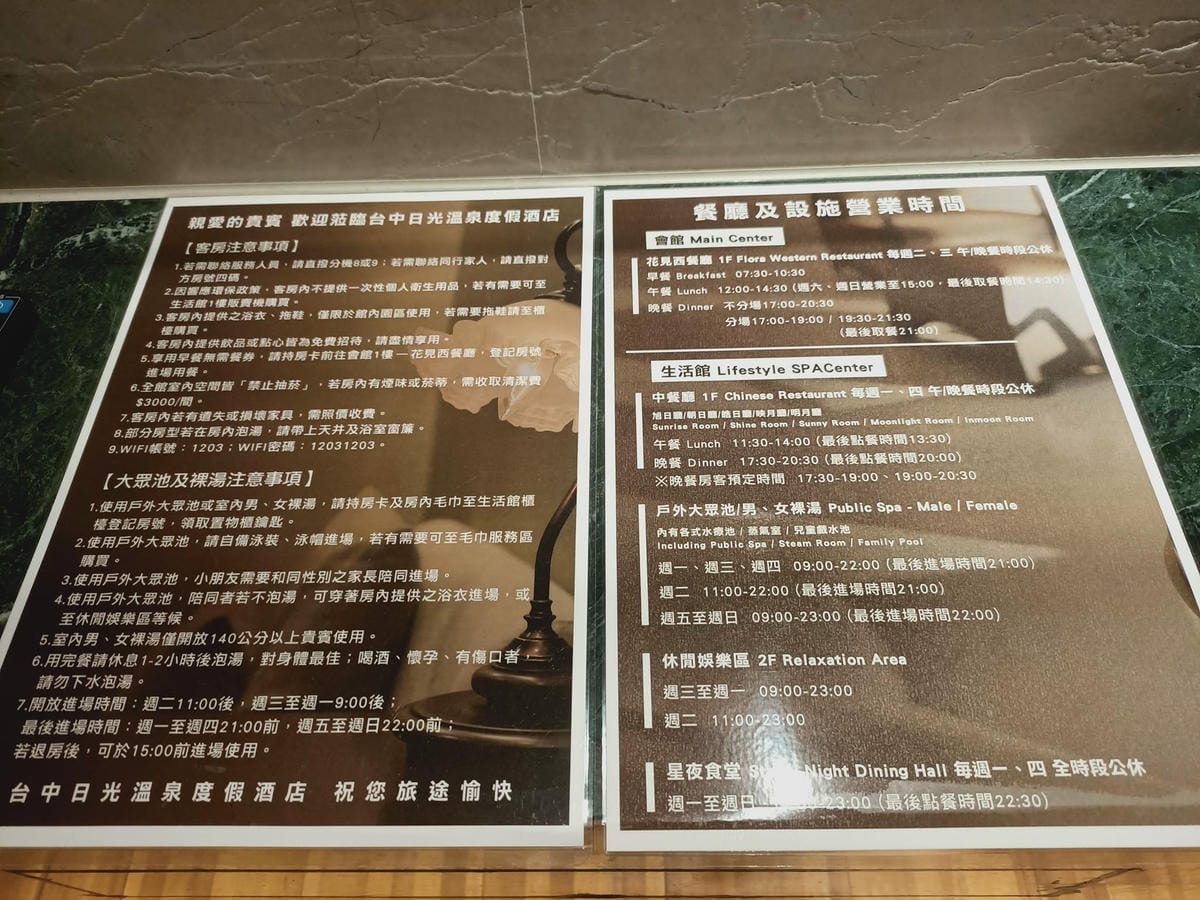 親愛的貴賓 歡迎蒞臨台中日光溫泉度假酒店
【客房注意事項】
1.若需聯絡服務人員，請直撥分機8或9；若需聯絡同行家人，請直撥對
方房號四碼。
2.因響應環保政策，客房內不提供一次性個人衛生用品，若有需要可至
生活館1樓販賣機購買。
3.客房內提供之浴衣、拖鞋，僅限於館內園區使用，若需要拖鞋請至櫃
檯購買。
4.客房內提供飲品或點心皆為免費招待，請盡情享用。
5.享用早餐無需餐券，請持房卡前往會館1樓－花見西餐廳，登記房號
進場用餐。
6.全館室內空間皆「禁止抽菸」，若房內有煙味或菸蒂，需收取清潔費
$3000/間。
7.客房內若有遺失或損壞家具，需照價收費。
8.部分房型若在房內泡湯，請帶上天井及浴室窗簾。
9.WIFI帳號：1203；WIFI密碼：12031203。
【大眾池及裸湯注意事項】
1.使用戶外大眾池或室內男、女裸湯，請持房卡及房內毛巾至生活館櫃
檯登記房號，領取置物櫃鑰匙。
2.使用戶外大眾池，請自備泳裝、泳帽進場，若有需要可至毛巾服務區
購買。
3.使用戶外大眾池，小朋友需要和同性別之家長陪同進場。
4.使用戶外大眾池，陪同者若不泡湯，可穿著房內提供之浴衣進場，或
至休閒娛樂區等候。
5.室內男、女裸湯僅開放140公分以上貴賓使用。
6.用完餐請休息1-2小時後泡湯，對身體最佳；喝酒、懷孕、有傷口者，
請勿下水泡湯。
7.開放進場時間：週二11:00後，週三至週一9:00後；
最後進場時間：週一至週四21:00前，週五至週日22:00前；
若退房後，可於15:00前進場使用。
台中日光溫泉度假酒店 祝您旅途愉快
餐廳及設施營業時間
會館 Main Center
花見西餐廳 1F Flora Western Restaurant 每週二、三 午/晚餐時段公休
早餐 Breakfast 07:30-10:30
午餐 Lunch 12:00-14:30 (週六、週日營業至15:00，最後取餐時間14:30)
晚餐 Dinner 不分場17:00-20:30
分場17:00-19:00 / 19:30-21:30
(最後取餐21:00)
生活館 Lifestyle SPACenter
中餐廳 1F Chinese Restaurant 每週一、四 午/晚餐時段公休
旭日廳/朝日廳/皓日廳/映月廳/明月廳
Sunrise Room / Shine Room / Sunny Room / Moonlight Room / Inmoon Room
午餐 Lunch 11:30-14:00 (最後點餐時間13:30)
晚餐 Dinner 17:30-20:30 (最後點餐時間20:00)
※晚餐房客預定時間 17:30-19:00、19:00-20:30
戶外大眾池/男、女裸湯 Public Spa - Male / Female
內有各式水療池 / 蒸氣室 / 兒童戲水池
Including Public Spa / Steam Room / Family Pool
週一、週三、週四 09:00-22:00 (最後進場時間21:00)
週二 11:00-22:00 (最後進場時間21:00)
週五至週日 09:00-23:00 (最後進場時間22:00)
休閒娛樂區 2F Relaxation Area
週三至週一 09:00-23:00
週二 11:00-23:00
星夜食堂 Night Dining Hall 每週一、四 全時段公休
週一至週日 23:00 (最後點餐時間22:30)